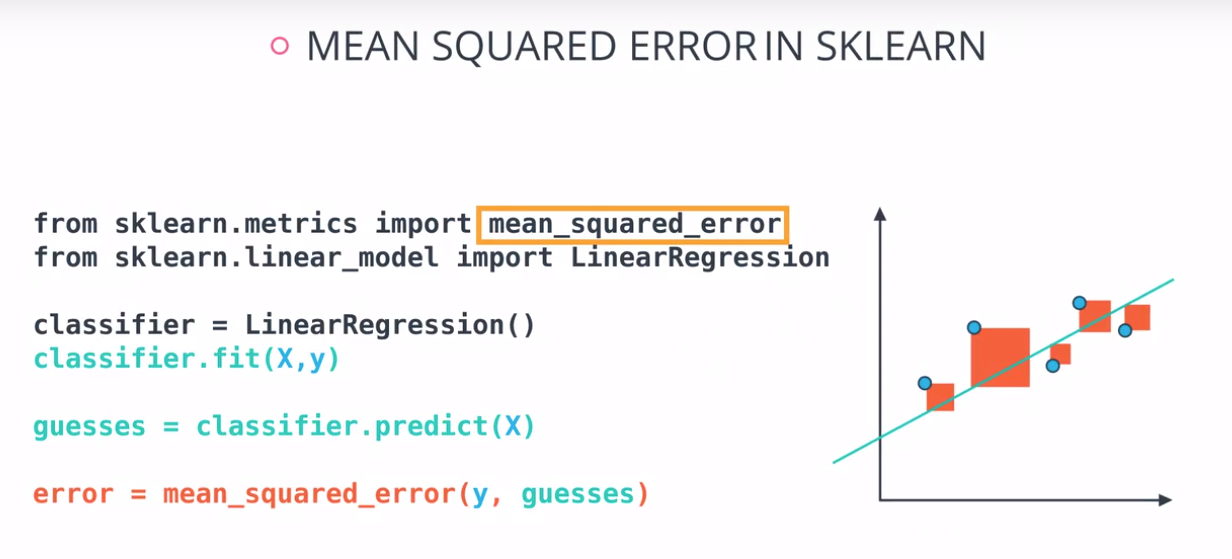 MEAN SQUARED ERROR IN SKLEARN
from sklearn.metrics import mean_squared_error
from sklearn.linear_model import LinearRegression
classifier = LinearRegression()
classifier.fit(X,y)
guesses = classifier.predict(X)
error = mean_squared_error(y, guesses)